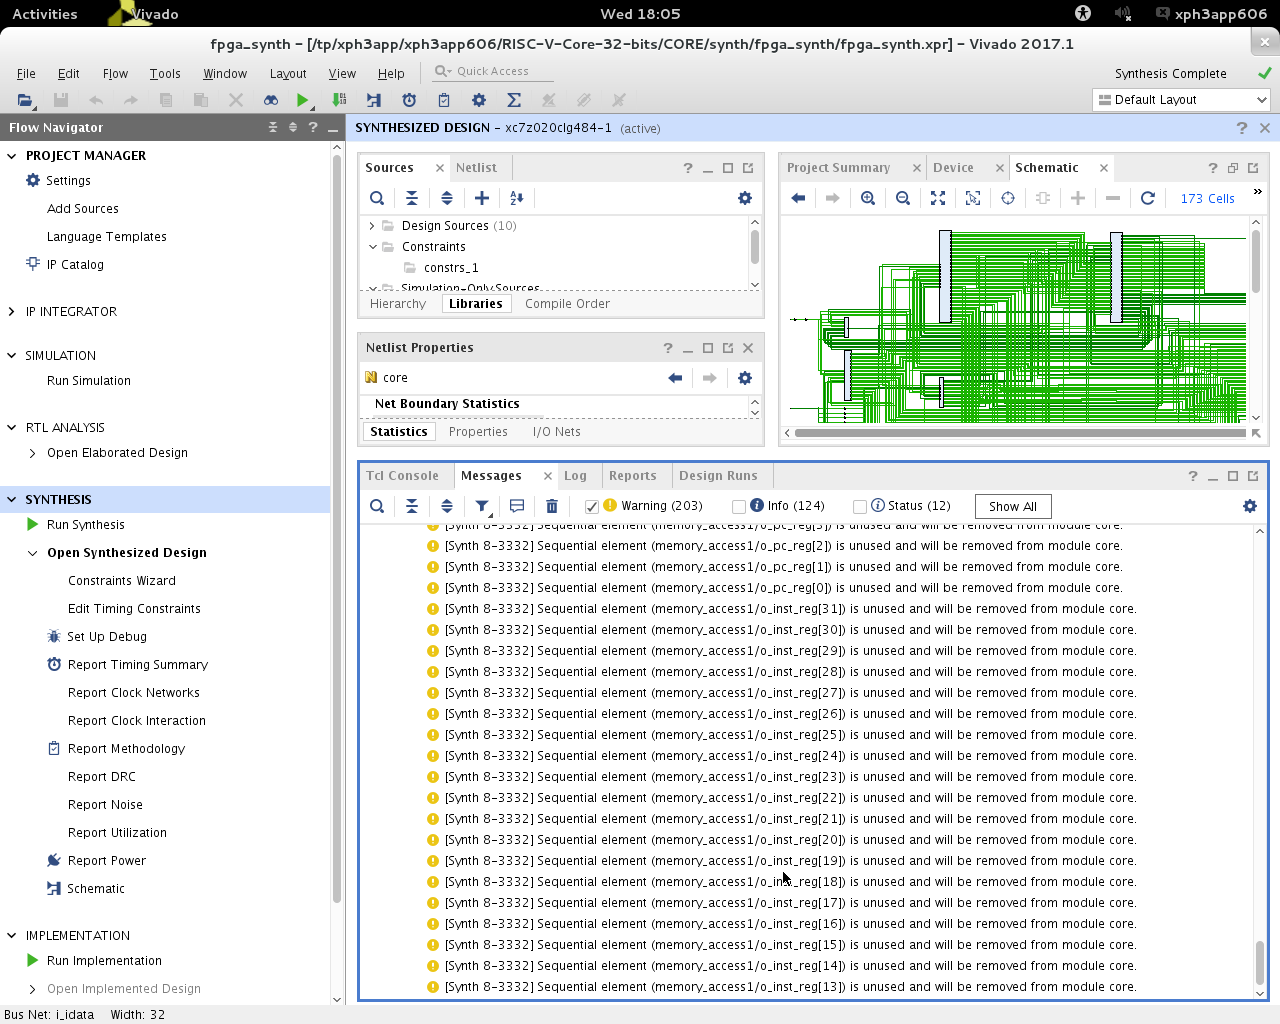 Activities
Vivado
Wed 18:05
xph3app606
fpga_synth – [/tp/xph3app/xph3app606/RISC-V-Core-32-bits/CORE/synth/fpga_synth/fpga_synth.xpr] – Vivado 2017.1
File Edit Flow Tools Window Layout View Help
Quick Access
Synthesis Complete
Default Layout
Flow Navigator
PROJECT MANAGER
Settings
Add Sources
Language Templates
IP Catalog
IP INTEGRATOR
SIMULATION
Run Simulation
RTL ANALYSIS
Open Elaborated Design
SYNTHESIS
Run Synthesis
Open Synthesized Design
Constraints Wizard
Edit Timing Constraints
Set Up Debug
Report Timing Summary
Report Clock Networks
Report Clock Interaction
Report Methodology
Report DRC
Report Noise
Report Utilization
Report Power
Schematic
IMPLEMENTATION
Run Implementation
Open Implemented Design
SYNTHESIZED DESIGN – xc7z020clg484-1 (active)
Sources Netlist
Design Sources (10)
Constraints
constrs_1
Simulation-Only Sources
Hierarchy Libraries Compile Order
Netlist Properties
core
Net Boundary Statistics
Statistics Properties I/O Nets
Project Summary Device Schematic
173 Cells
Tcl Console Messages Log Reports Design Runs
Warning (203) Info (124) Status (12) Show All
[Synth 8-3332] Sequential element (memory_access1/o_pc_reg[3]) is unused and will be removed from module core.
[Synth 8-3332] Sequential element (memory_access1/o_pc_reg[2]) is unused and will be removed from module core.
[Synth 8-3332] Sequential element (memory_access1/o_pc_reg[1]) is unused and will be removed from module core.
[Synth 8-3332] Sequential element (memory_access1/o_pc_reg[0]) is unused and will be removed from module core.
[Synth 8-3332] Sequential element (memory_access1/o_inst_reg[31]) is unused and will be removed from module core.
[Synth 8-3332] Sequential element (memory_access1/o_inst_reg[30]) is unused and will be removed from module core.
[Synth 8-3332] Sequential element (memory_access1/o_inst_reg[29]) is unused and will be removed from module core.
[Synth 8-3332] Sequential element (memory_access1/o_inst_reg[28]) is unused and will be removed from module core.
[Synth 8-3332] Sequential element (memory_access1/o_inst_reg[27]) is unused and will be removed from module core.
[Synth 8-3332] Sequential element (memory_access1/o_inst_reg[26]) is unused and will be removed from module core.
[Synth 8-3332] Sequential element (memory_access1/o_inst_reg[25]) is unused and will be removed from module core.
[Synth 8-3332] Sequential element (memory_access1/o_inst_reg[24]) is unused and will be removed from module core.
[Synth 8-3332] Sequential element (memory_access1/o_inst_reg[23]) is unused and will be removed from module core.
[Synth 8-3332] Sequential element (memory_access1/o_inst_reg[22]) is unused and will be removed from module core.
[Synth 8-3332] Sequential element (memory_access1/o_inst_reg[21]) is unused and will be removed from module core.
[Synth 8-3332] Sequential element (memory_access1/o_inst_reg[20]) is unused and will be removed from module core.
[Synth 8-3332] Sequential element (memory_access1/o_inst_reg[19]) is unused and will be removed from module core.
[Synth 8-3332] Sequential element (memory_access1/o_inst_reg[18]) is unused and will be removed from module core.
[Synth 8-3332] Sequential element (memory_access1/o_inst_reg[17]) is unused and will be removed from module core.
[Synth 8-3332] Sequential element (memory_access1/o_inst_reg[16]) is unused and will be removed from module core.
[Synth 8-3332] Sequential element (memory_access1/o_inst_reg[15]) is unused and will be removed from module core.
[Synth 8-3332] Sequential element (memory_access1/o_inst_reg[14]) is unused and will be removed from module core.
[Synth 8-3332] Sequential element (memory_access1/o_inst_reg[13]) is unused and will be removed from module core.
Bus Net: i_idata Width: 32